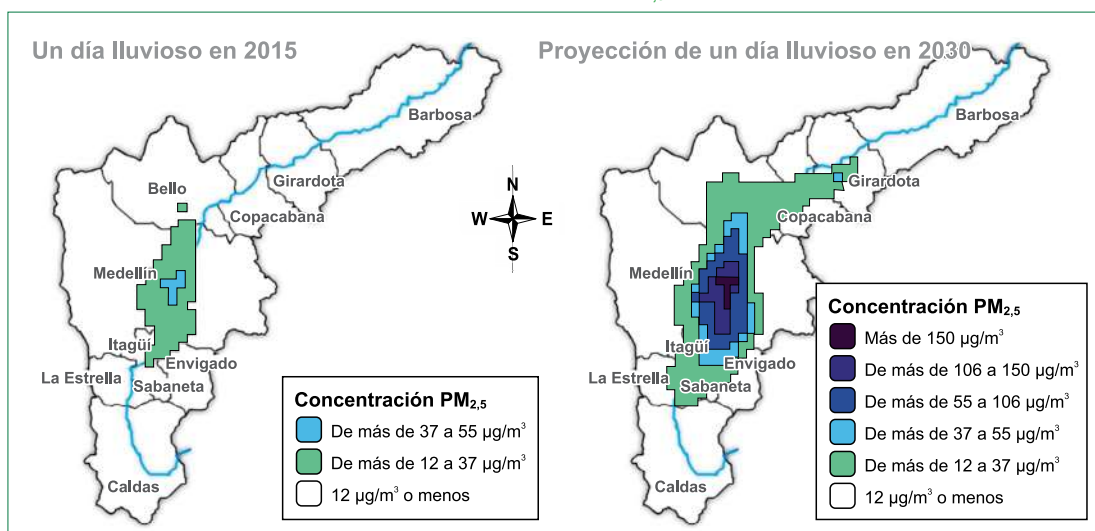 Un día lluvioso en 2015
Barbosa
Bello
Girardota
Copacabana
Medellín
Itagüí
Envigado
La Estrella
Sabaneta
Caldas
Concentración PM2,5
De más de 37 a 55 µg/m³
De más de 12 a 37 µg/m³
12 µg/m³ o menos
N
W E
S
Proyección de un día lluvioso en 2030
Barbosa
Girardota
Copacabana
Medellín
Itagüí
Envigado
La Estrella
Sabaneta
Caldas
Concentración PM2,5
Más de 150 µg/m³
De más de 106 a 150 µg/m³
De más de 55 a 106 µg/m³
De más de 37 a 55 µg/m³
De más de 12 a 37 µg/m³
12 µg/m³ o menos